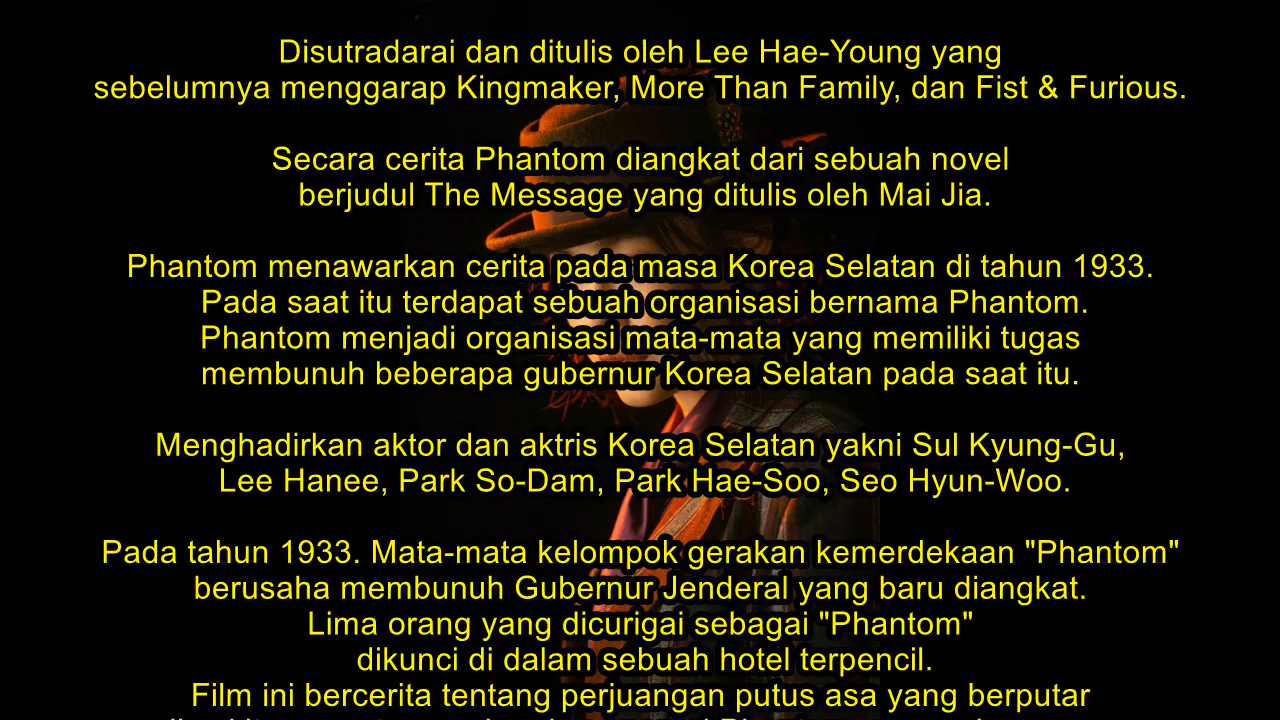 Disutradarai dan ditulis oleh Lee Hae-Young yang
sebelumnya menggarap Kingmaker, More Than Family, dan Fist & Furious.
Secara cerita Phantom diangkat dari sebuah novel
berjudul The Message yang ditulis oleh Mai Jia.
Phantom menawarkan cerita pada masa Korea Selatan di tahun 1933.
Pada saat itu terdapat sebuah organisasi bernama Phantom.
Phantom menjadi organisasi mata-mata yang memiliki tugas
membunuh beberapa gubernur Korea Selatan pada saat itu.
Menghadirkan aktor dan aktris Korea Selatan yakni Sul Kyung-Gu,
Lee Hanee, Park So-Dam, Park Hae-Soo, Seo Hyun-Woo.
Pada tahun 1933. Mata-mata kelompok gerakan kemerdekaan "Phantom"
berusaha membunuh Gubernur Jenderal yang baru diangkat.
Lima orang yang dicurigai sebagai "Phantom"
dikunci di dalam sebuah hotel terpencil.
Film ini bercerita tentang perjuangan putus asa yang berputar